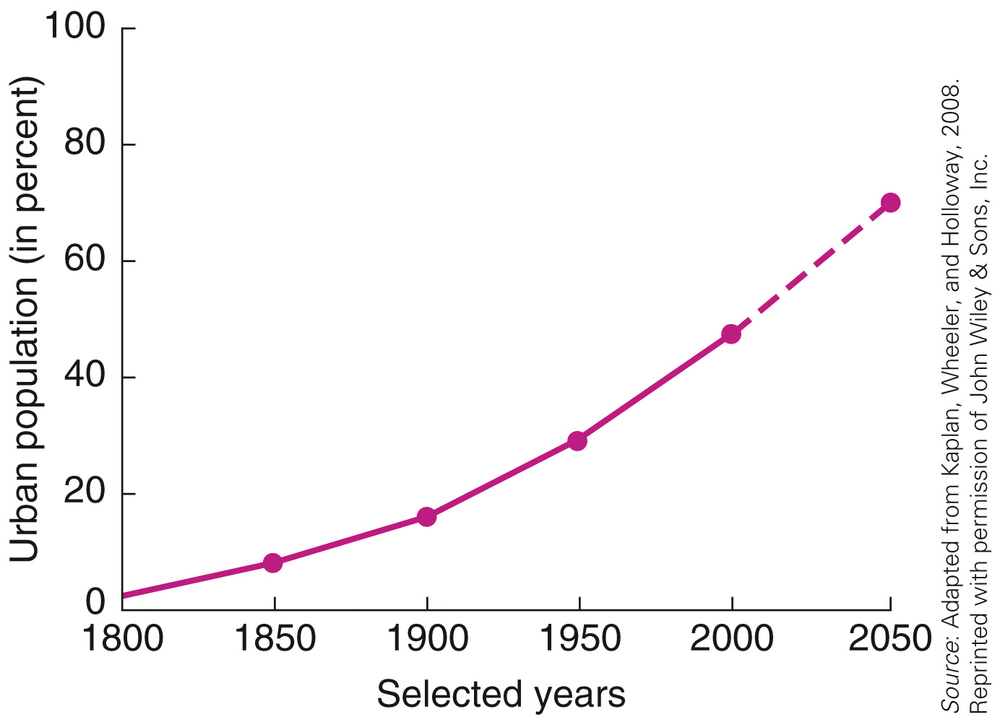 Urban population (in percent)
100
80
60
40
20
0
1800 1850 1900 1950 2000 2050
Selected years
Source: Adapted from Kaplan, Wheeler, and Holloway, 2008.
Reprinted with permission of John Wiley & Sons, Inc.